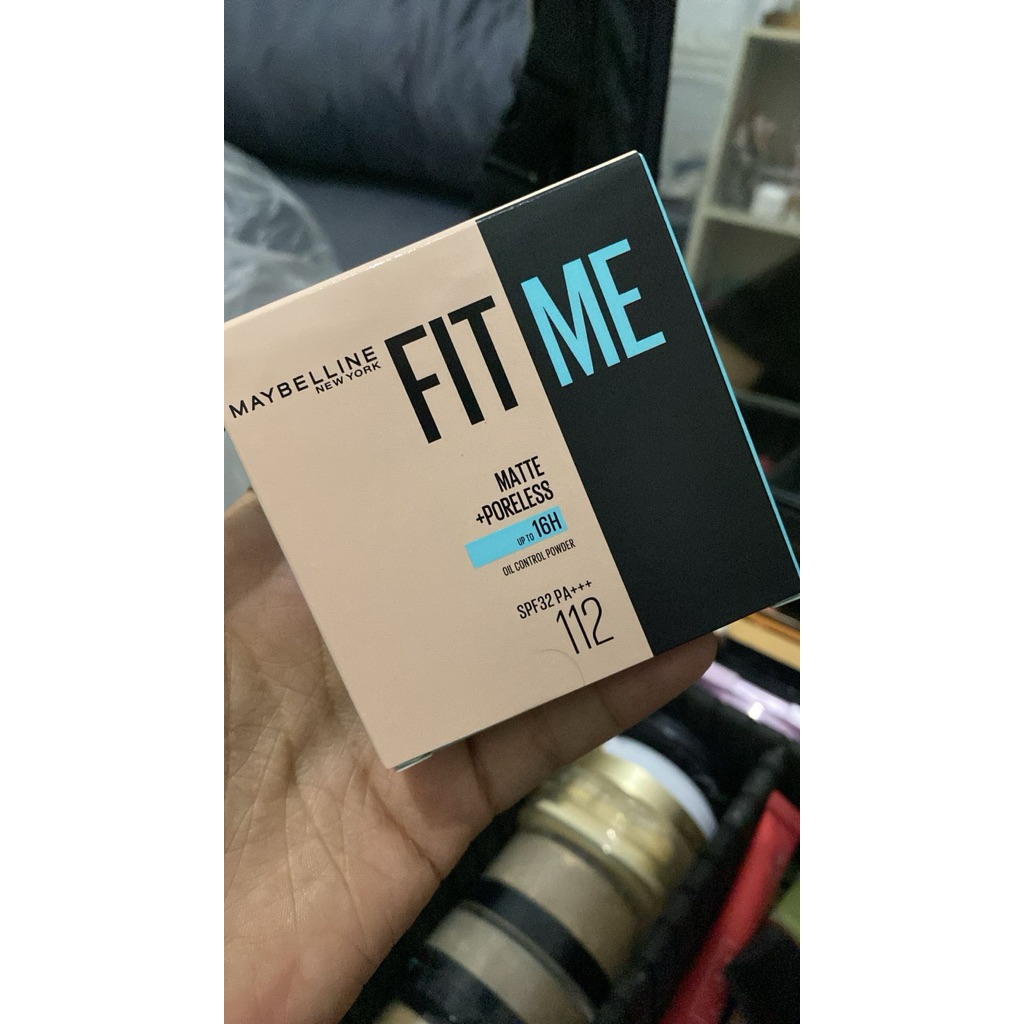 MAYBELLINE
NEW YORK
FIT ME
MATTE
+PORELESS
UP TO 16H
OIL CONTROL POWDER
SPF32 PA+++
112